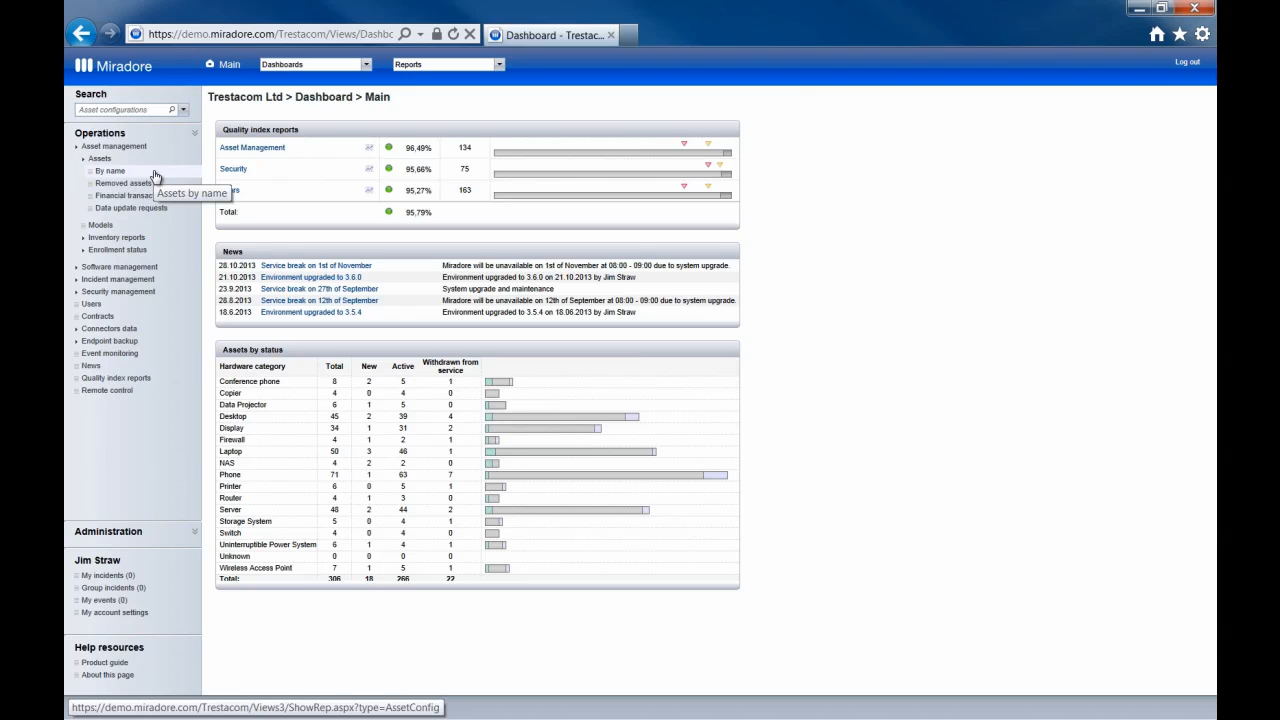 https://demo.miradore.com/Trestacom/Views/Dashbc
Dashboard - Trestac...
Miradore
Main
Dashboards
Reports
Log out
Search
Asset configurations
Operations
Asset management
Assets
By name
Removed assets
Assets by name
Financial transac
Data update requests
Models
Inventory reports
Enrollment status
Software management
Incident management
Security management
Users
Contracts
Connectors data
Endpoint backup
Event monitoring
News
Quality index reports
Remote control
Administration
Jim Straw
My incidents (0)
Group incidents (0)
My events (0)
My account settings
Help resources
Product guide
About this page
Trestacom Ltd > Dashboard > Main
Quality index reports
Asset Management 96,49% 134
Security 95,66% 75
ers 95,27% 163
Total: 95,79%
News
28.10.2013 Service break on 1st of November Miradore will be unavailable on 1st of November at 08:00 - 09:00 due to system upgrade.
21.10.2013 Environment upgraded to 3.6.0 Environment upgraded to 3.6.0 on 21.10.2013 by Jim Straw
23.9.2013 Service break on 27th of September System upgrade and maintenance
28.8.2013 Service break on 12th of September Miradore will be unavailable on 12th of September at 08:00 - 09:00 due to system upgrade.
18.6.2013 Environment upgraded to 3.5.4 Environment upgraded to 3.5.4 on 18.06.2013 by Jim Straw
Assets by status
Hardware category Total New Active Withdrawn from service
Conference phone 8 2 5 1
Copier 4 0 4 0
Data Projector 6 1 5 0
Desktop 45 2 39 4
Display 34 1 31 2
Firewall 4 1 2 1
Laptop 50 3 46 1
NAS 4 2 2 0
Phone 71 1 63 7
Printer 6 0 5 1
Router 4 1 3 0
Server 48 2 44 2
Storage System 5 0 4 1
Switch 4 0 4 0
Uninterruptible Power System 6 1 4 1
Unknown 0 0 0 0
Wireless Access Point 7 1 5 1
Total: 306 18 266 22
https://demo.miradore.com/Trestacom/Views3/ShowRep.aspx?type=AssetConfig